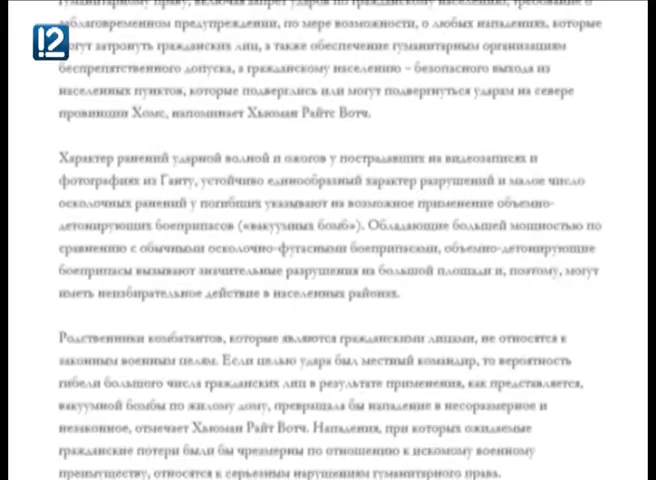 гуманитарному праву, включая запрет ударов по гражданскому населению, требование о
12
заблаговременном предупреждении, по мере возможности, о любых нападениях, которые
могут затронуть гражданских лиц, а также обеспечение гуманитарным организациям
беспрепятственного допуска, а гражданскому населению – безопасного выхода из
населенных пунктов, которые подверглись или могут подвергнуться ударам на севере
провинции Хомс, напоминает Хьюман Райтс Вотч.
Характер ранений ударной волной и ожогов у пострадавших на видеозаписях и
фотографиях из Ганту, устойчиво единообразный характер разрушений и малое число
осколочных ранений у погибших указывают на возможное применение объемно-
детонирующих боеприпасов («вакуумных бомб»). Обладающие большей мощностью по
сравнению с обычными осколочно-фугасными боеприпасами, объемно-детонирующие
боеприпасы вызывают значительные разрушения на большой площади и, поэтому, могут
иметь неизбирательное действие в населенных районах.
Родственники комбатантов, которые являются гражданскими лицами, не относятся к
законным военным целям. Если целью удара был местный командир, то вероятность
гибели большого числа гражданских лиц в результате применения, как представляется,
вакуумной бомбы по жилому дому, превращала бы нападение в несоразмерное и
незаконное, отмечает Хьюман Райт Вотч. Нападения, при которых ожидаемые
гражданские потери были бы чрезмерны по отношению к искомому военному
преимуществу, относятся к серьезным нарушениям гуманитарного права.